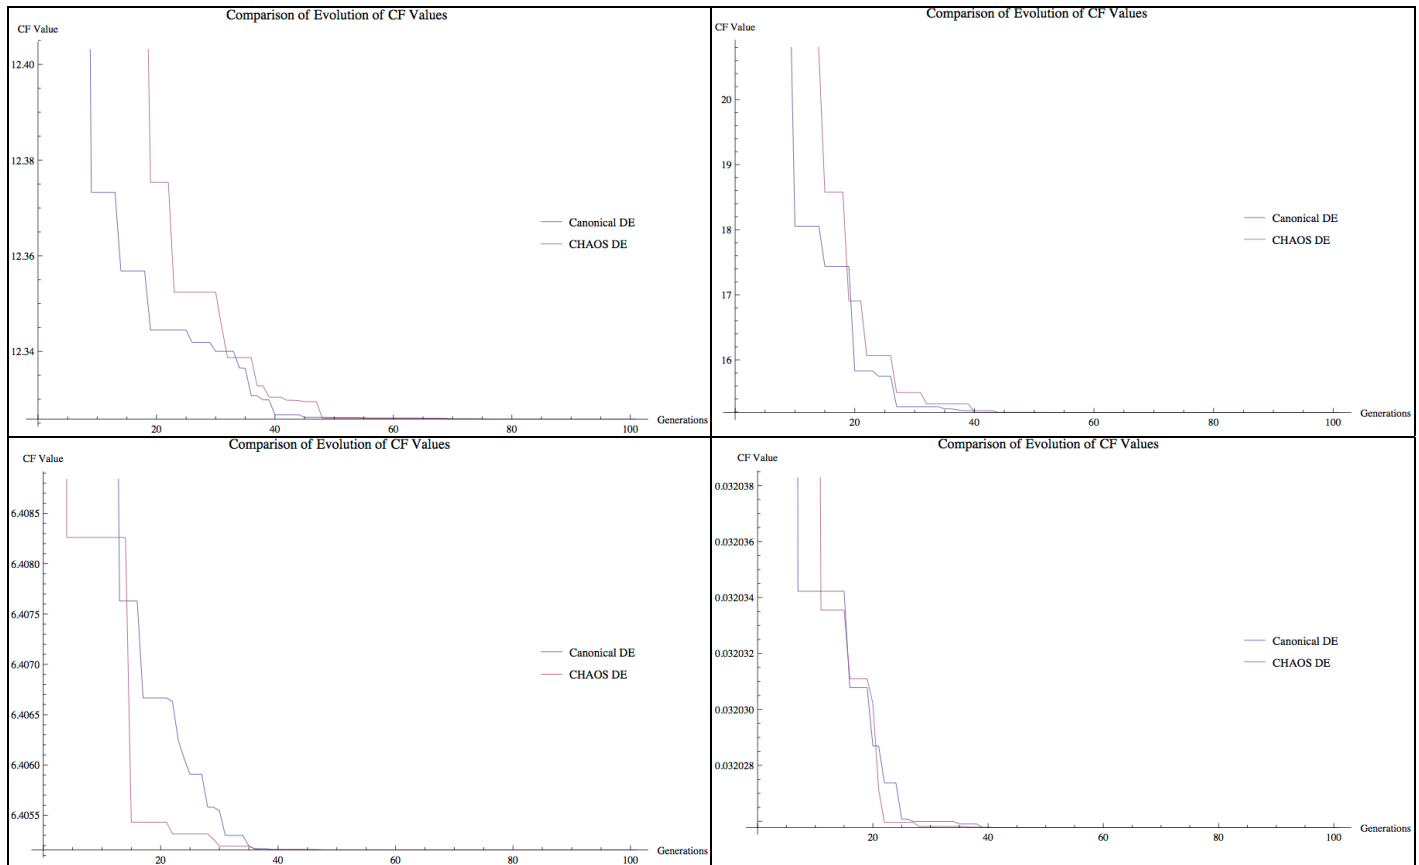 Comparison of Evolution of CF Values
CF Value
12.40
12.38
12.36
12.34
Canonical DE
CHAOS DE
20
40
60
80
100
Generations
Comparison of Evolution of CF Values
CF Value
20
19
18
17
16
Canonical DE
CHAOS DE
20
40
60
80
100
Generations
Comparison of Evolution of CF Values
CF Value
6.4085
6.4080
6.4075
6.4070
6.4065
6.4060
6.4055
Canonical DE
CHAOS DE
20
40
60
80
100
Generations
Comparison of Evolution of CF Values
CF Value
0.032038
0.032036
0.032034
0.032032
0.032030
0.032028
Canonical DE
CHAOS DE
20
40
60
80
100
Generations